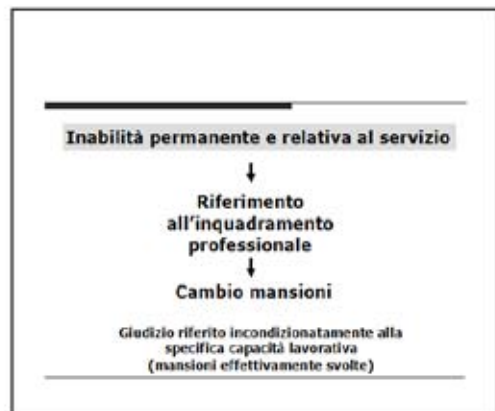 Inabilità permanente e relativa al servizio
Riferimento
all'inquadramento
professionale
Cambio mansioni
Giudizio riferito incondizionatamente alla
specifica capacità lavorativa
(mansioni effettivamente svolte)